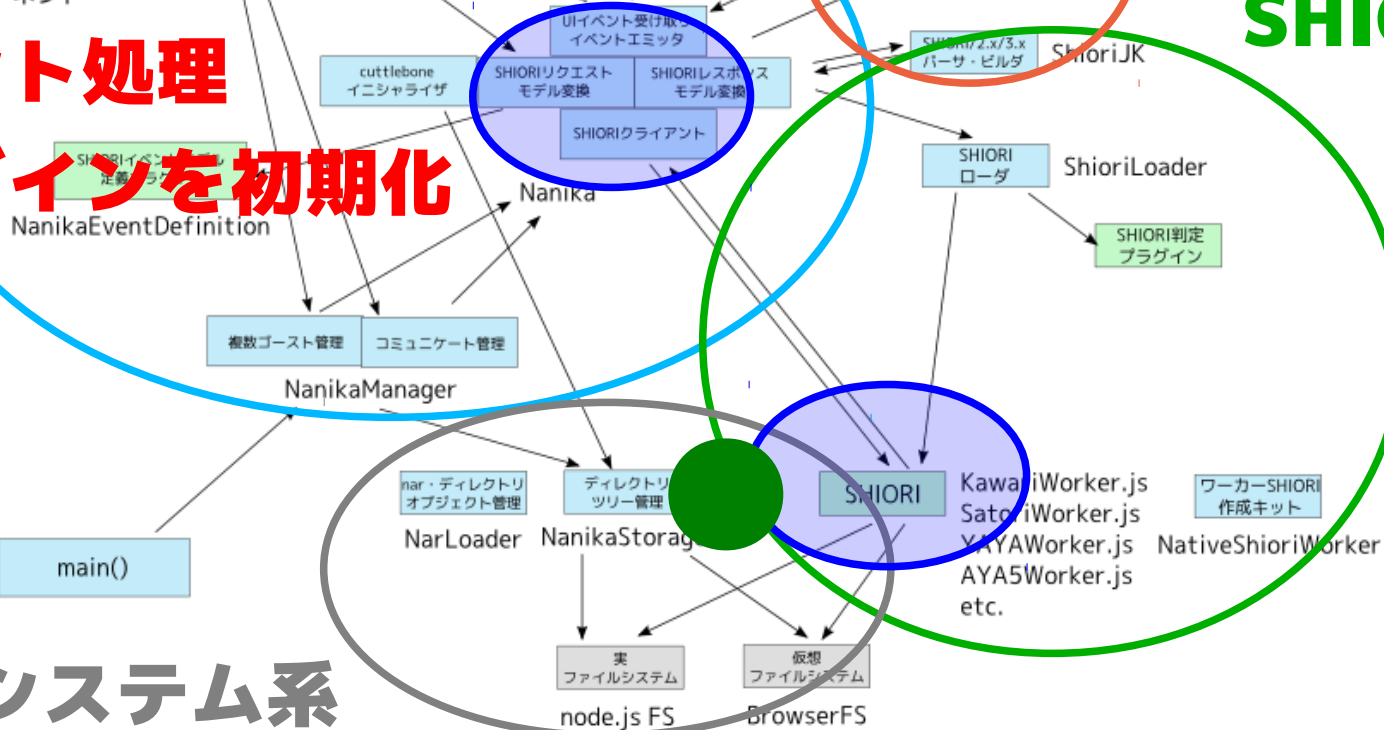 SHIO
UIイベント受け取り
イベントエミッタ
SHIORI/2.x/3.x
パーサ・ビルダ
ShioriJK
ト処理
cuttlebone
イニシャライザ
SHIORIリクエスト
モデル変換
SHIORIレスポンス
モデル変換
SHIORIクライアント
SHIORI
ローダ
ShioriLoader
インを初期化
Nanika
NanikaEventDefinition
SHIORI判定
プラグイン
複数ゴースト管理
コミュニケート管理
NanikaManager
nar・ディレクトリ
オブジェクト管理
NarLoader
ディレクトリ
ツリー管理
NanikaStorag
SHIORI
KawariWorker.js
SatoriWorker.js
YAYAWorker.js
AYA5Worker.js
etc.
ワーカーSHIORI
作成キット
NativeShioriWorker
main()
実
ファイルシステム
node.js FS
仮想
ファイルシステム
BrowserFS
システム系